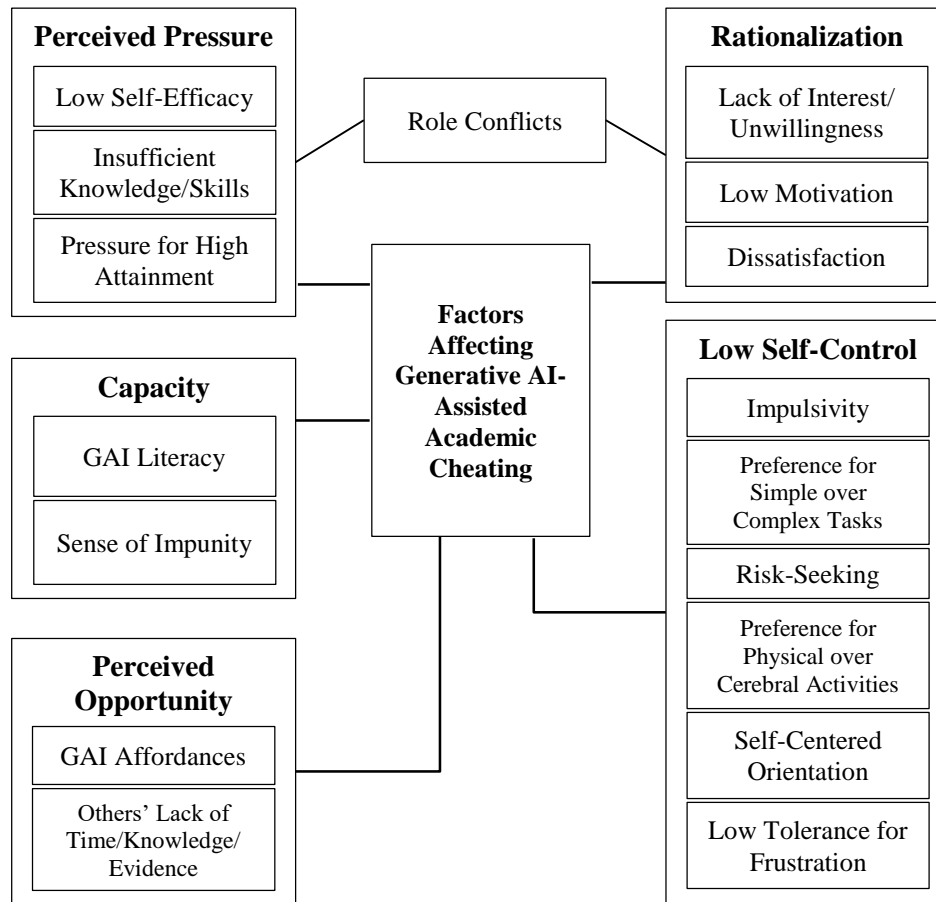 Perceived Pressure
Low Self-Efficacy
Insufficient
Knowledge/Skills
Pressure for High
Attainment
Role Conflicts
Rationalization
Lack of Interest/
Unwillingness
Low Motivation
Dissatisfaction
Factors
Affecting
Generative AI-
Assisted
Academic
Cheating
Capacity
GAI Literacy
Sense of Impunity
Low Self-Control
Impulsivity
Preference for
Simple over
Complex Tasks
Risk-Seeking
Preference for
Physical over
Cerebral Activities
Self-Centered
Orientation
Low Tolerance for
Frustration
Perceived
Opportunity
GAI Affordances
Others’ Lack of
Time/Knowledge/
Evidence